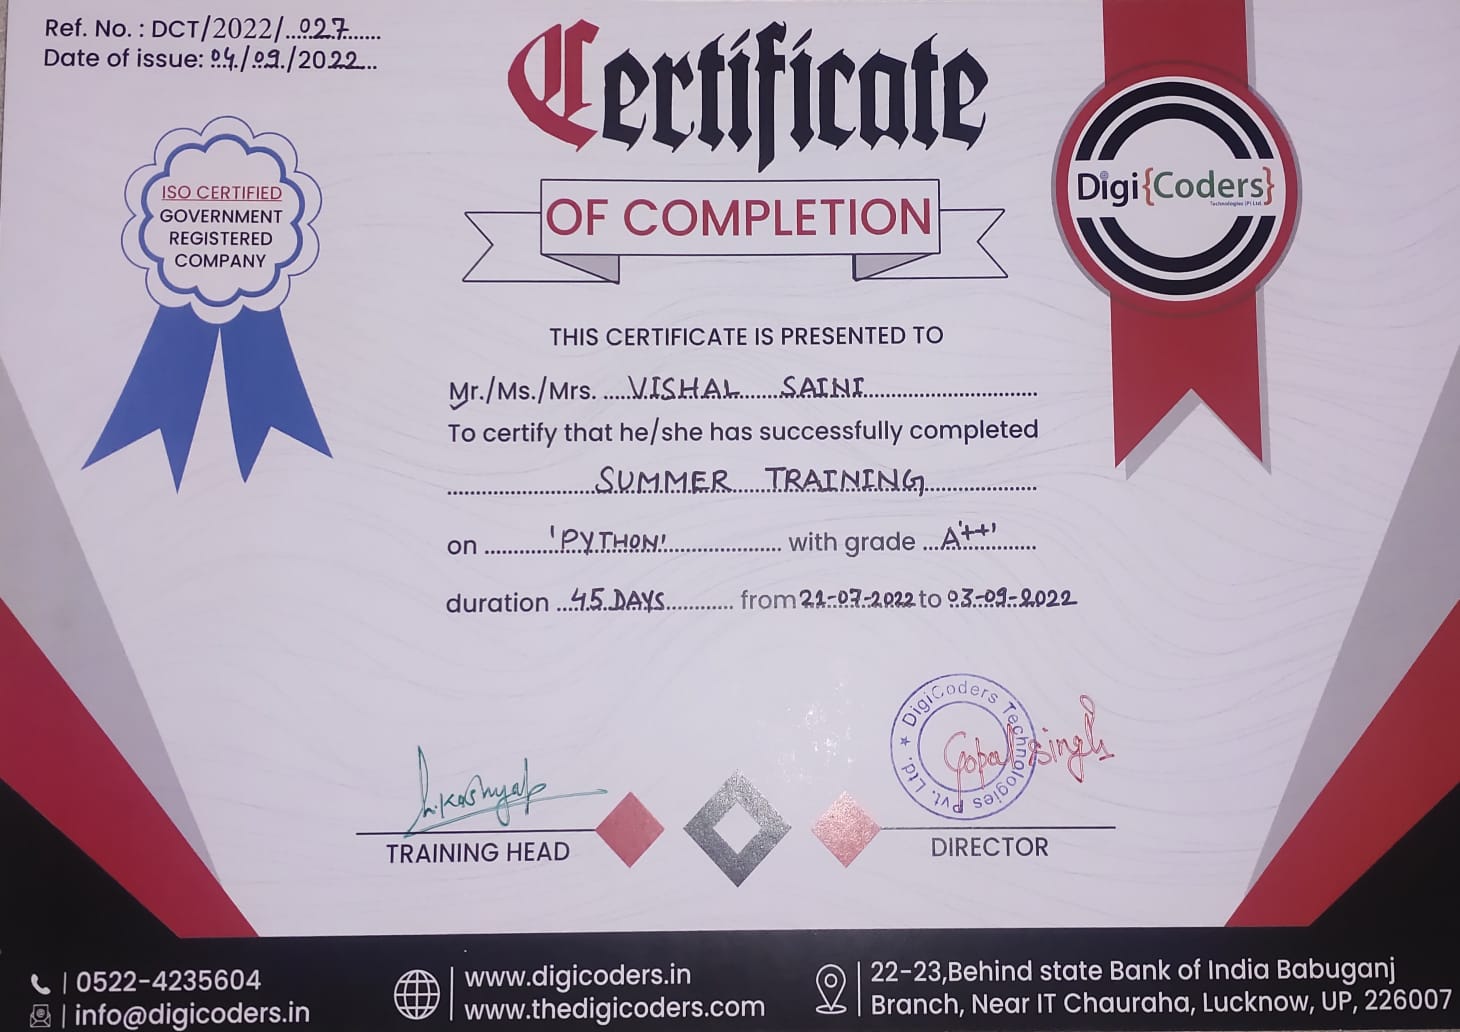 Ref. No. : DCT/2022/...027......
Date of issue: 04/09/2022...
Certificate
OF COMPLETION
ISO CERTIFIED
GOVERNMENT
REGISTERED
COMPANY
Digi{Coders}
Technologies (P) Ltd.
THIS CERTIFICATE IS PRESENTED TO
Mr./Ms./Mrs. VISHAL SAINI
To certify that he/she has successfully completed
SUMMER TRAINING
on 'PYTHON' with grade A'++'
duration 45 DAYS from 21-07-2022 to 03-09-2022
DigiCoders Technologies Pvt. Ltd.
Kashyap
Gopal Singh
TRAINING HEAD
DIRECTOR
0522-4235604
info@digicoders.in
www.digicoders.in
www.thedigicoders.com
22-23,Behind state Bank of India Babuganj
Branch, Near IT Chauraha, Lucknow, UP, 226007